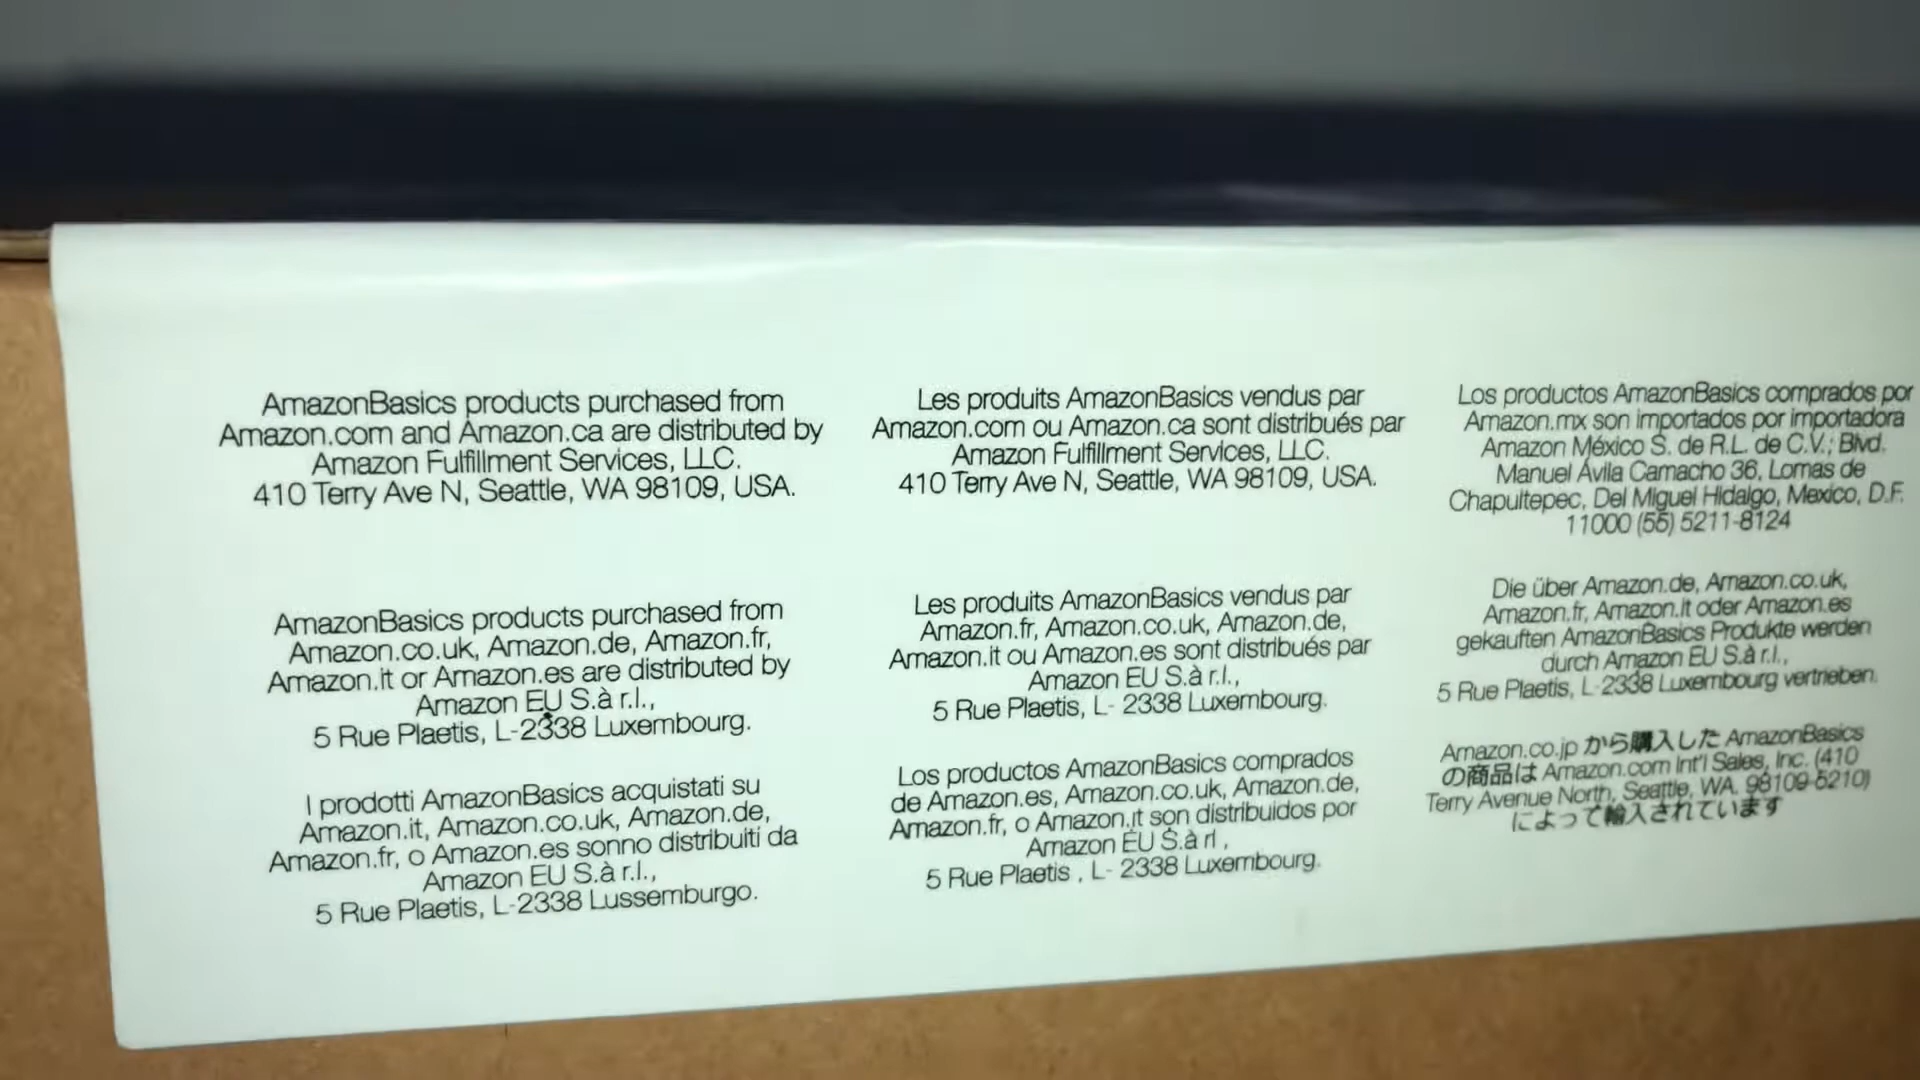 AmazonBasics products purchased from
Amazon.com and Amazon.ca are distributed by
Amazon Fulfillment Services, LLC.
410 Terry Ave N, Seattle, WA 98109, USA.
Les produits AmazonBasics vendus par
Amazon.com ou Amazon.ca sont distribués par
Amazon Fulfillment Services, LLC.
410 Terry Ave N, Seattle, WA 98109, USA.
Los productos AmazonBasics comprados por
Amazon.mx son importados por importadora
Amazon México S. de R.L. de C.V.; Blvd.
Manuel Ávila Camacho 36, Lomas de
Chapultepec, Del Miguel Hidalgo, Mexico, D.F.
11000 (55) 5211-8124
AmazonBasics products purchased from
Amazon.co.uk, Amazon.de, Amazon.fr,
Amazon.it or Amazon.es are distributed by
Amazon EU S.à r.l.,
5 Rue Plaetis, L-2338 Luxembourg.
Les produits AmazonBasics vendus par
Amazon.fr, Amazon.co.uk, Amazon.de,
Amazon.it ou Amazon.es sont distribués par
Amazon EU S.à r.l.,
5 Rue Plaetis, L- 2338 Luxembourg.
Die über Amazon.de, Amazon.co.uk,
Amazon.fr, Amazon.it oder Amazon.es
gekauften AmazonBasics Produkte werden
durch Amazon EU S.à r.l.,
5 Rue Plaetis, L-2338 Luxembourg vertrieben.
I prodotti AmazonBasics acquistati su
Amazon.it, Amazon.co.uk, Amazon.de,
Amazon.fr, o Amazon.es sonno distribuiti da
Amazon EU S.à r.l.,
5 Rue Plaetis, L-2338 Lussemburgo.
Los productos AmazonBasics comprados
de Amazon.es, Amazon.co.uk, Amazon.de,
Amazon.fr, o Amazon.it son distribuidos por
Amazon EU S.à rl ,
5 Rue Plaetis , L- 2338 Luxembourg.
Amazon.co.jp から購入した AmazonBasics
の商品は Amazon.com Int'l Sales, Inc. (410
Terry Avenue North, Seattle, WA. 98109-5210)
によって輸入されています